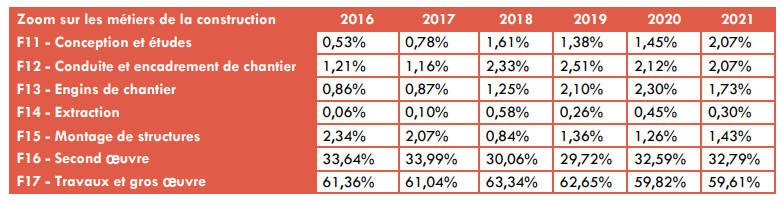 Zoom sur les métiers de la construction 2016 2017 2018 2019 2020 2021
F11 - Conception et études 0,53% 0,78% 1,61% 1,38% 1,45% 2,07%
F12 - Conduite et encadrement de chantier 1,21% 1,16% 2,33% 2,51% 2,12% 2,07%
F13 - Engins de chantier 0,86% 0,87% 1,25% 2,10% 2,30% 1,73%
F14 - Extraction 0,06% 0,10% 0,58% 0,26% 0,45% 0,30%
F15 - Montage de structures 2,34% 2,07% 0,84% 1,36% 1,26% 1,43%
F16 - Second œuvre 33,64% 33,99% 30,06% 29,72% 32,59% 32,79%
F17 - Travaux et gros œuvre 61,36% 61,04% 63,34% 62,65% 59,82% 59,61%